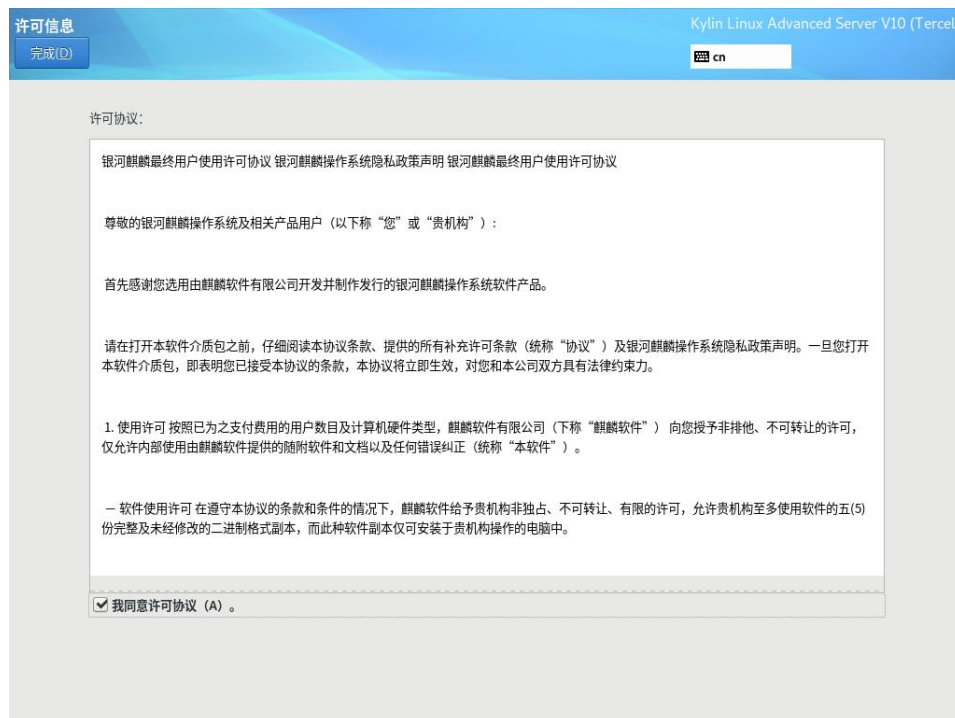 许可信息
Kylin Linux Advanced Server V10 (Tercel
完成(D)
cn
许可协议：
银河麒麟最终用户使用许可协议 银河麒麟操作系统隐私政策声明 银河麒麟最终用户使用许可协议
尊敬的银河麒麟操作系统及相关产品用户（以下称“您”或“贵机构”）:
首先感谢您选用由麒麟软件有限公司开发并制作发行的银河麒麟操作系统软件产品。
请在打开本软件介质包之前，仔细阅读本协议条款、提供的所有补充许可条款（统称“协议”）及银河麒麟操作系统隐私政策声明。一旦您打开
本软件介质包，即表明您已接受本协议的条款，本协议将立即生效，对您和本公司双方具有法律约束力。
1. 使用许可 按照已为之支付费用的用户数目及计算机硬件类型，麒麟软件有限公司（下称“麒麟软件”） 向您授予非排他、不可转让的许可，
仅允许内部使用由麒麟软件提供的随附软件和文档以及任何错误纠正（统称“本软件”）。
－ 软件使用许可 在遵守本协议的条款和条件的情况下，麒麟软件给予贵机构非独占、不可转让、有限的许可，允许贵机构至多使用软件的五(5)
份完整及未经修改的二进制格式副本，而此种软件副本仅可安装于贵机构操作的电脑中。
我同意许可协议（A）。